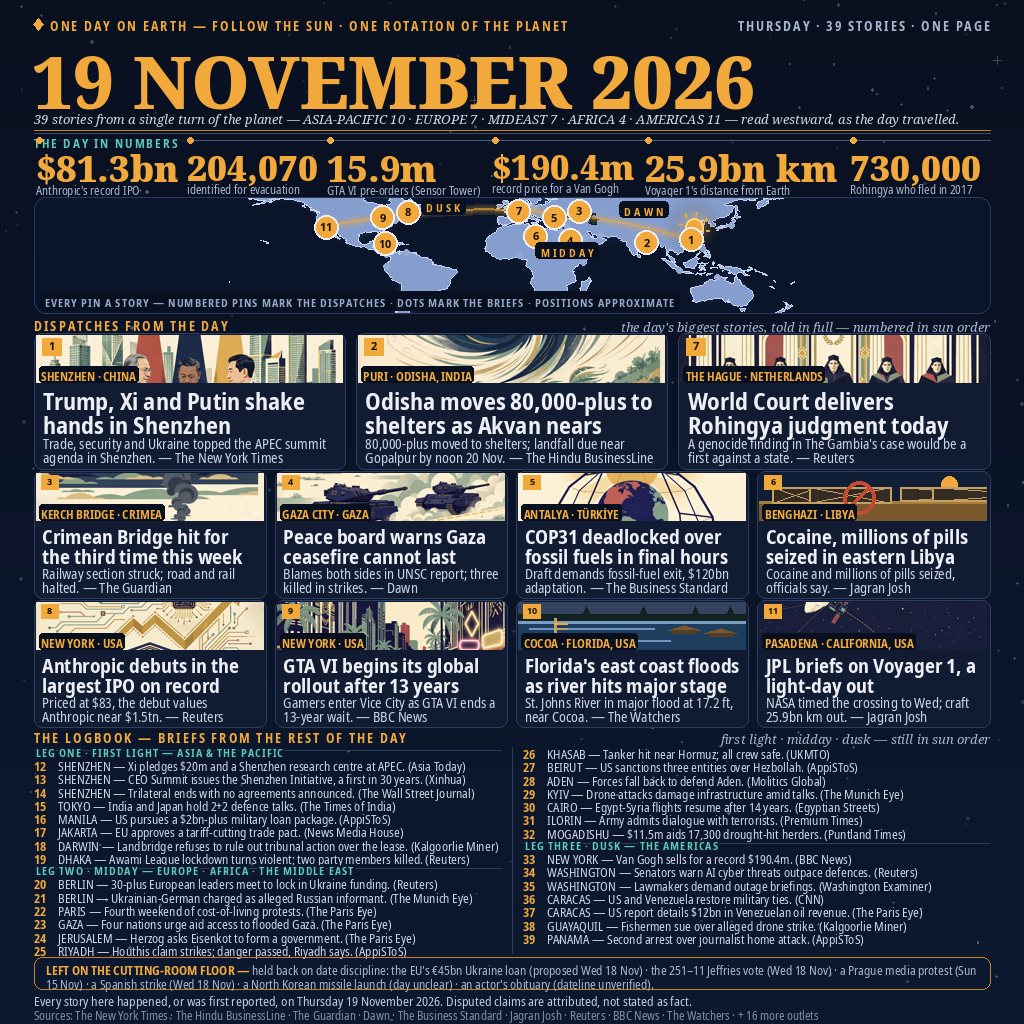 ONE DAY ON EARTH — FOLLOW THE SUN · ONE ROTATION OF THE PLANET
THURSDAY · 39 STORIES · ONE PAGE
19 NOVEMBER 2026
39 stories from a single turn of the planet — ASIA-PACIFIC 10 · EUROPE 7 · MIDEAST 7 · AFRICA 4 · AMERICAS 11 — read westward, as the day travelled.
THE DAY IN NUMBERS
$81.3bn
Anthropic's record IPO
204,070
identified for evacuation
15.9m
GTA VI pre-orders (Sensor Tower)
$190.4m
record price for a Van Gogh
25.9bn km
Voyager 1's distance from Earth
730,000
Rohingya who fled in 2017
DUSK
DAWN
MIDDAY
11
9
8
10
7
5
3
6
4
2
1
EVERY PIN A STORY — NUMBERED PINS MARK THE DISPATCHES · DOTS MARK THE BRIEFS · POSITIONS APPROXIMATE
DISPATCHES FROM THE DAY
the day's biggest stories, told in full — numbered in sun order
1
SHENZHEN · CHINA
Trump, Xi and Putin shake
hands in Shenzhen
Trade, security and Ukraine topped the APEC summit
agenda in Shenzhen. — The New York Times
2
PURI · ODISHA, INDIA
Odisha moves 80,000-plus to
shelters as Akvan nears
80,000-plus moved to shelters; landfall due near
Gopalpur by noon 20 Nov. — The Hindu BusinessLine
7
THE HAGUE · NETHERLANDS
World Court delivers
Rohingya judgment today
A genocide finding in The Gambia's case would be a
first against a state. — Reuters
3
KERCH BRIDGE · CRIMEA
Crimean Bridge hit for
the third time this week
Railway section struck; road and rail
halted. — The Guardian
4
GAZA CITY · GAZA
Peace board warns Gaza
ceasefire cannot last
Blames both sides in UNSC report; three
killed in strikes. — Dawn
5
ANTALYA · TÜRKİYE
COP31 deadlocked over
fossil fuels in final hours
Draft demands fossil-fuel exit, $120bn
adaptation. — The Business Standard
6
BENGHAZI · LIBYA
Cocaine, millions of pills
seized in eastern Libya
Cocaine and millions of pills seized,
officials say. — Jagran Josh
8
NEW YORK · USA
Anthropic debuts in the
largest IPO on record
Priced at $83, the debut values
Anthropic near $1.5tn. — Reuters
9
NEW YORK · USA
GTA VI begins its global
rollout after 13 years
Gamers enter Vice City as GTA VI ends a
13-year wait. — BBC News
10
COCOA · FLORIDA, USA
Florida's east coast floods
as river hits major stage
St. Johns River in major flood at 17.2 ft,
near Cocoa. — The Watchers
11
PASADENA · CALIFORNIA, USA
JPL briefs on Voyager 1, a
light-day out
NASA timed the crossing to Wed; craft
25.9bn km out. — Jagran Josh
THE LOGBOOK — BRIEFS FROM THE REST OF THE DAY
first light · midday · dusk — still in sun order
LEG ONE · FIRST LIGHT — ASIA & THE PACIFIC
12 SHENZHEN — Xi pledges $20m and a Shenzhen research centre at APEC. (Asia Today)
13 SHENZHEN — CEO Summit issues the Shenzhen Initiative, a first in 30 years. (Xinhua)
14 SHENZHEN — Trilateral ends with no agreements announced. (The Wall Street Journal)
15 TOKYO — India and Japan hold 2+2 defence talks. (The Times of India)
16 MANILA — US pursues a $2bn-plus military loan package. (AppiSToS)
17 JAKARTA — EU approves a tariff-cutting trade pact. (News Media House)
18 DARWIN — Landbridge refuses to rule out tribunal action over the lease. (Kalgoorlie Miner)
19 DHAKA — Awami League lockdown turns violent; two party members killed. (Reuters)
LEG TWO · MIDDAY — EUROPE · AFRICA · THE MIDDLE EAST
20 BERLIN — 30-plus European leaders meet to lock in Ukraine funding. (Reuters)
21 BERLIN — Ukrainian-German charged as alleged Russian informant. (The Munich Eye)
22 PARIS — Fourth weekend of cost-of-living protests. (The Paris Eye)
23 GAZA — Four nations urge aid access to flooded Gaza. (The Paris Eye)
24 JERUSALEM — Herzog asks Eisenkot to form a government. (The Paris Eye)
25 RIYADH — Houthis claim strikes; danger passed, Riyadh says. (AppiSToS)
26 KHASAB — Tanker hit near Hormuz; all crew safe. (UKMTO)
27 BEIRUT — US sanctions three entities over Hezbollah. (AppiSToS)
28 ADEN — Forces fall back to defend Aden. (Molitics Global)
29 KYIV — Drone-attacks damage infrastructure amid talks. (The Munich Eye)
30 CAIRO — Egypt-Syria flights resume after 14 years. (Egyptian Streets)
31 ILORIN — Army admits dialogue with terrorists. (Premium Times)
32 MOGADISHU — $11.5m aids 17,300 drought-hit herders. (Puntland Times)
LEG THREE · DUSK — THE AMERICAS
33 NEW YORK — Van Gogh sells for a record $190.4m. (BBC News)
34 WASHINGTON — Senators warn AI cyber threats outpace defences. (Reuters)
35 WASHINGTON — Lawmakers demand outage briefings. (Washington Examiner)
36 CARACAS — US and Venezuela restore military ties. (CNN)
37 CARACAS — US report details $12bn in Venezuelan oil revenue. (The Paris Eye)
38 GUAYAQUIL — Fishermen sue over alleged drone strike. (Kalgoorlie Miner)
39 PANAMA — Second arrest over journalist home attack. (AppiSToS)
LEFT ON THE CUTTING-ROOM FLOOR — held back on date discipline: the EU's €45bn Ukraine loan (proposed Wed 18 Nov) · the 251–11 Jeffries vote (Wed 18 Nov) · a Prague media protest (Sun
15 Nov) · a Spanish strike (Wed 18 Nov) · a North Korean missile launch (day unclear) · an actor's obituary (dateline unverified).
Every story here happened, or was first reported, on Thursday 19 November 2026. Disputed claims are attributed, not stated as fact.
Sources: The New York Times · The Hindu BusinessLine · The Guardian · Dawn · The Business Standard · Jagran Josh · Reuters · BBC News · The Watchers · + 16 more outlets